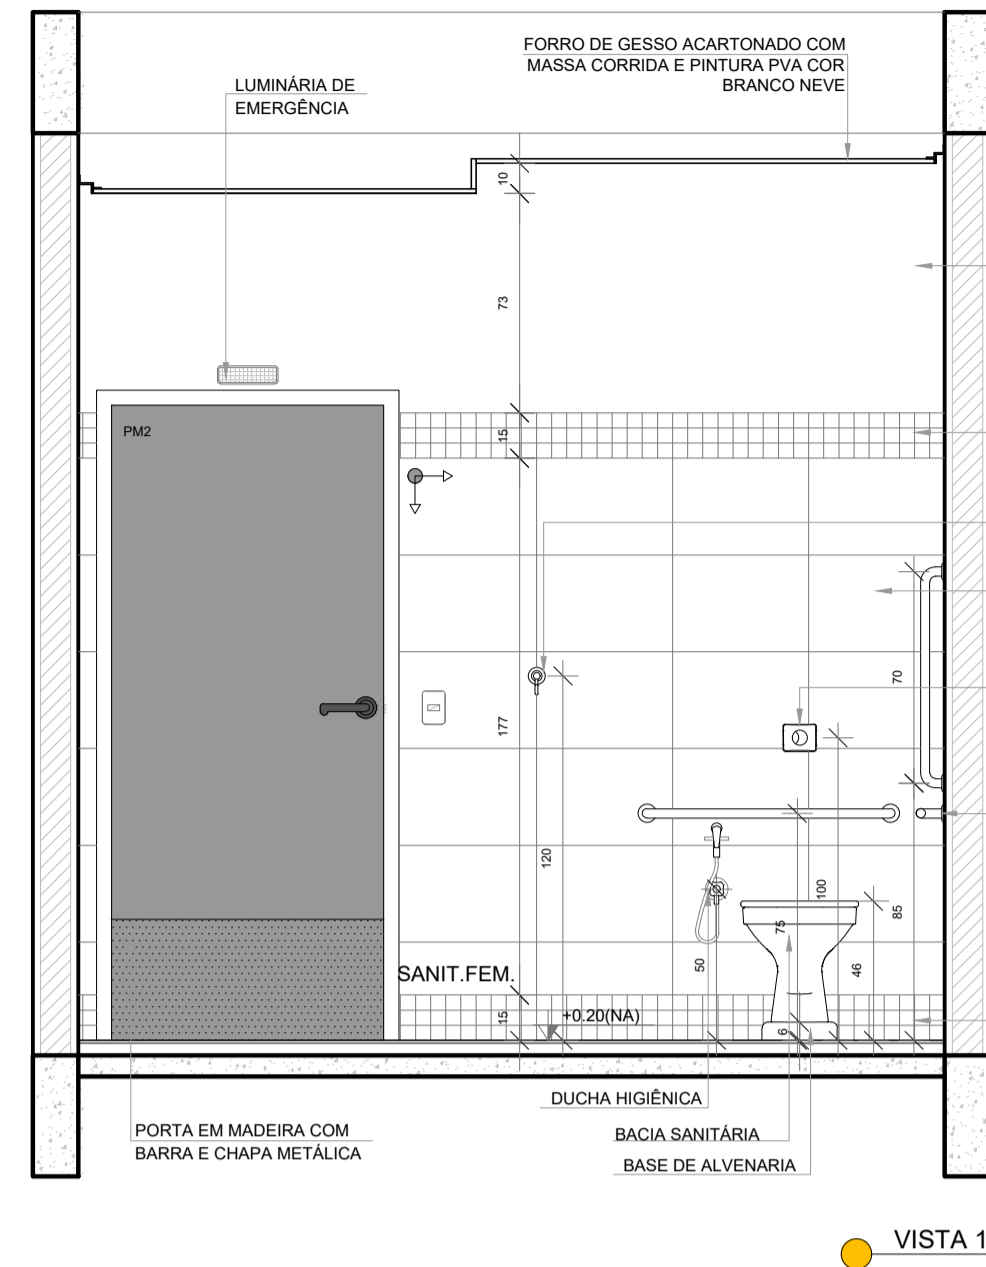 FORRO DE GESSO ACARTONADO COM
MASSA CORRIDA E PINTURA PVA COR
BRANCO NEVE
LUMINÁRIA DE
EMERGÊNCIA
10
73
PM2
15
70
177
120
100
85
75
50
46
SANIT.FEM.
15
+0.20(NA)
6
DUCHA HIGIÊNICA
PORTA EM MADEIRA COM
BARRA E CHAPA METÁLICA
BACIA SANITÁRIA
BASE DE ALVENARIA
VISTA 1